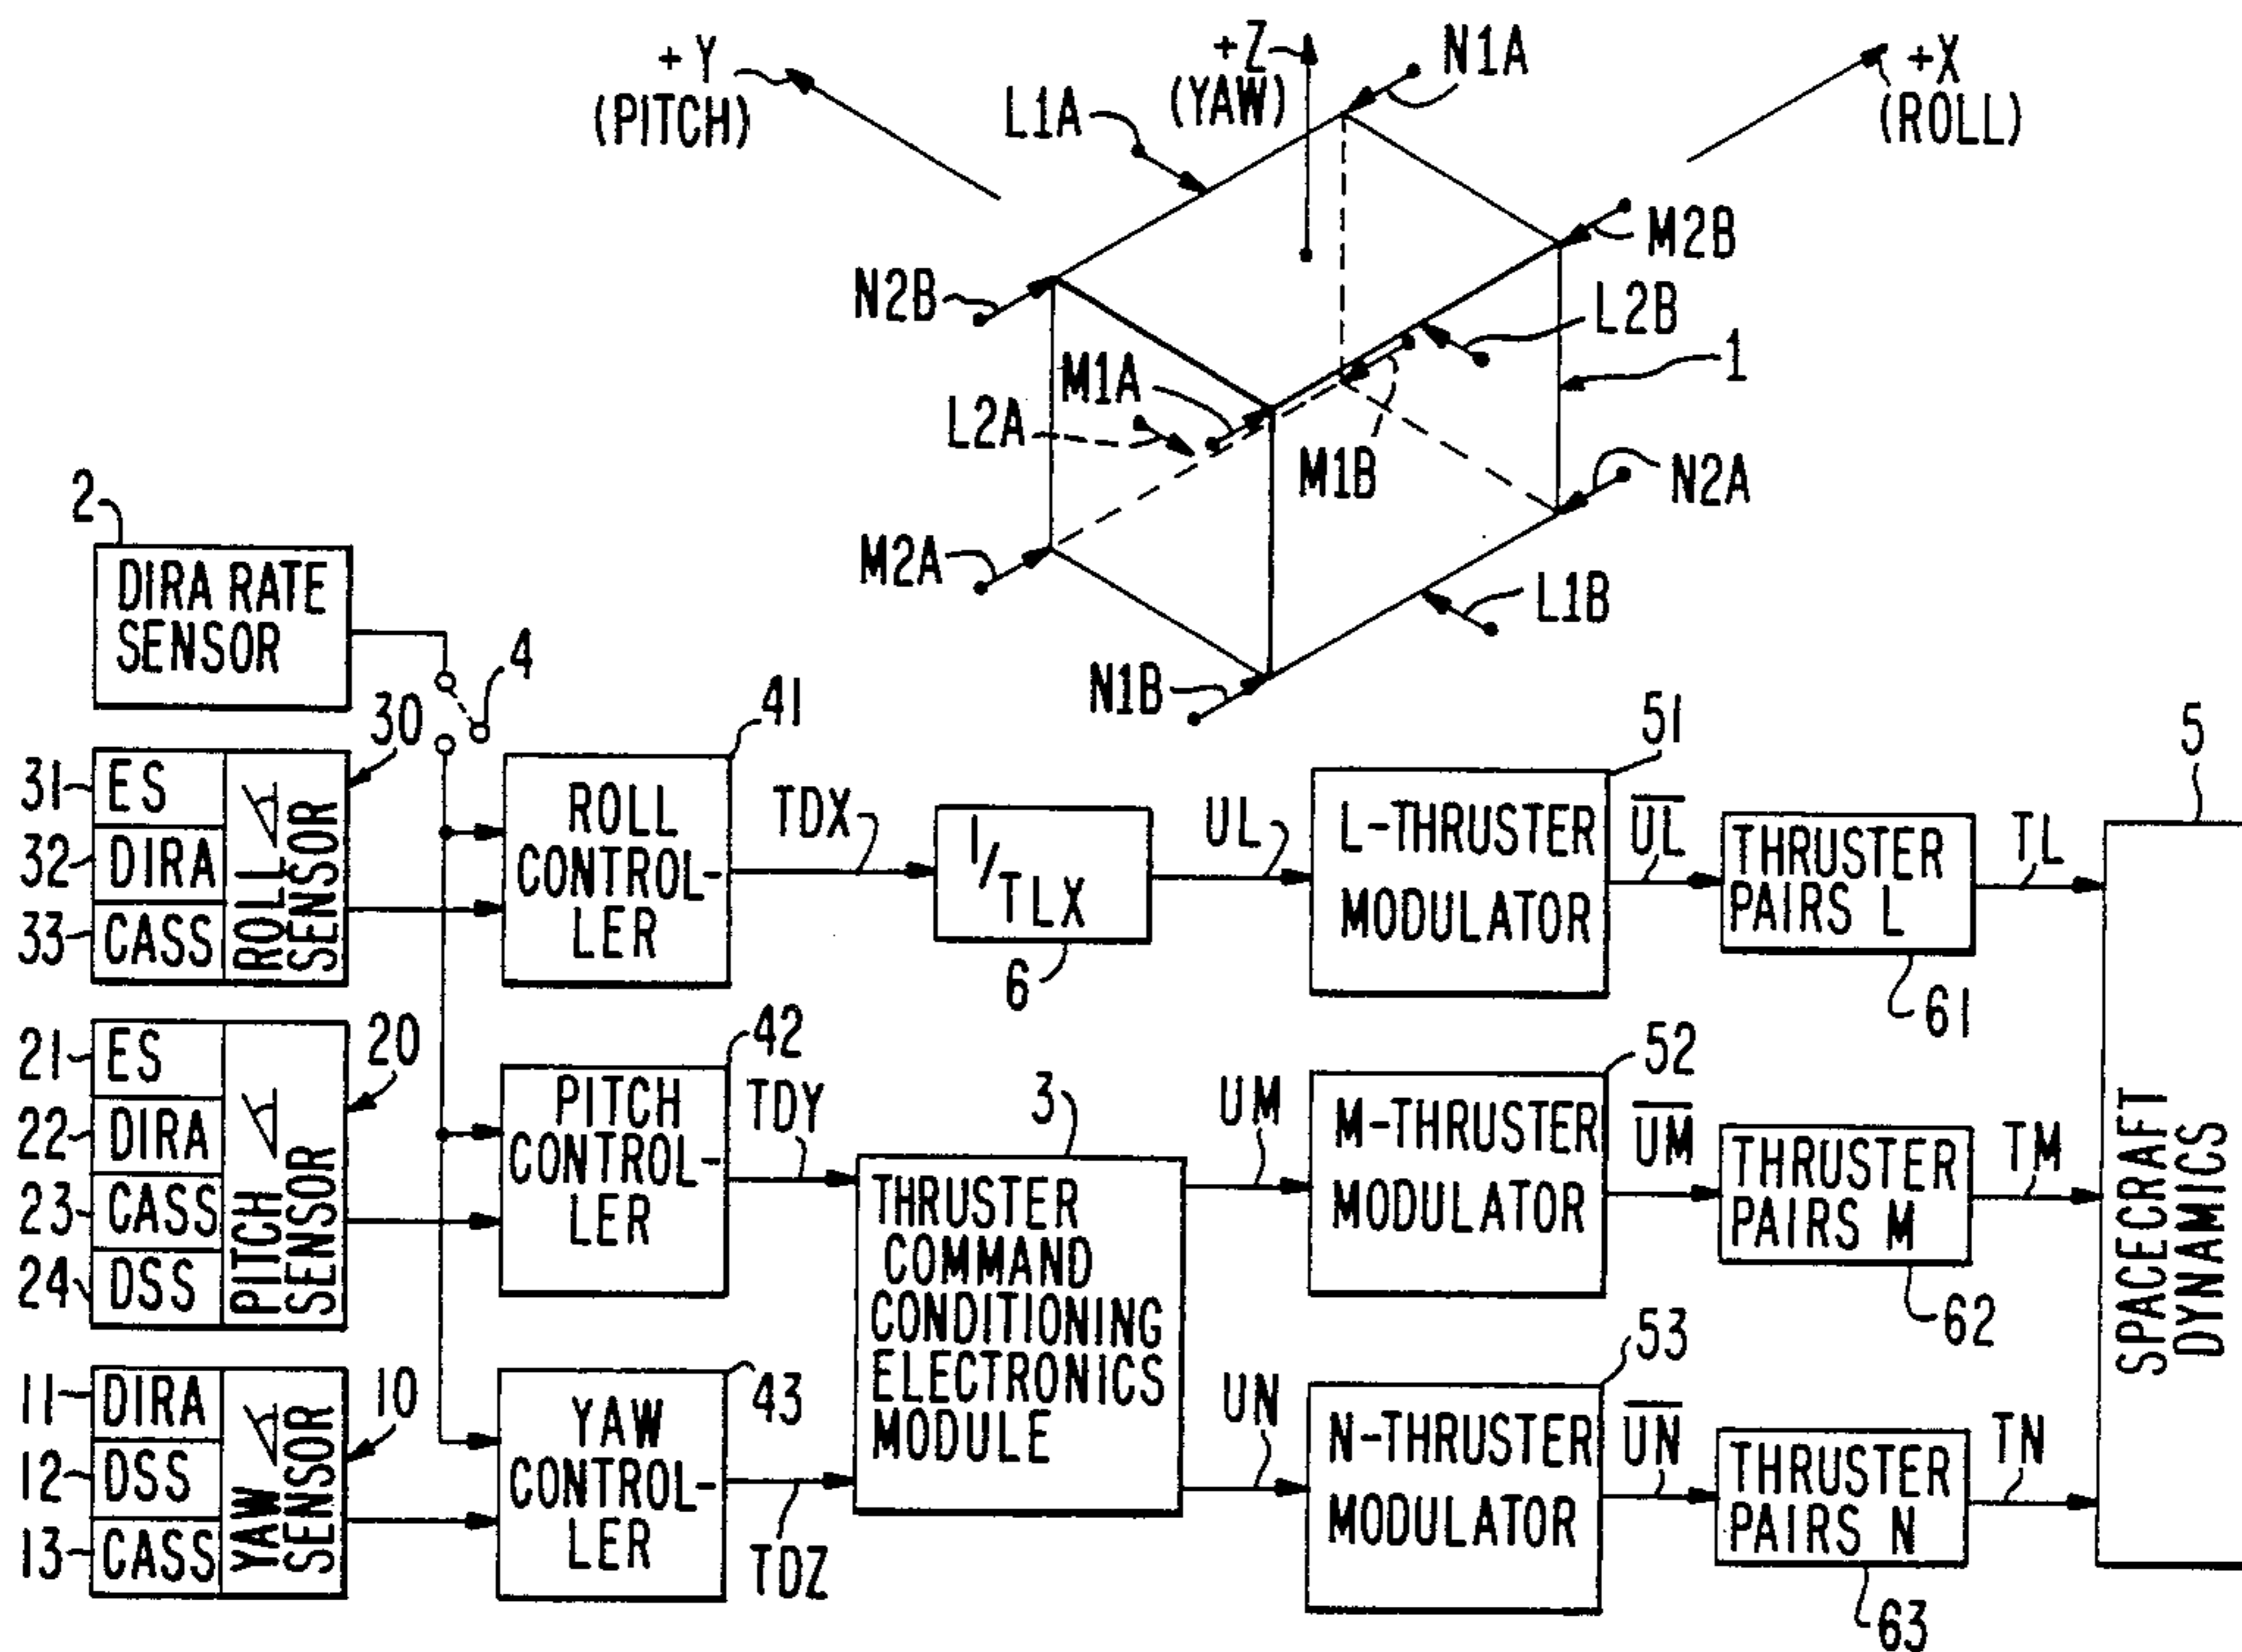 +Y
(PITCH)
+Z
(YAW)
N1A
+X
(ROLL)
L1A
M2B
N2B
L2B
1
M1A
L2A
M1B
N2A
M2A
L1B
N1B
2
DIRA RATE
SENSOR
4
30
31
ES
32
DIRA
33
CASS
ROLL
SENSOR
41
ROLL
CONTROL-
LER
TDX
1/TLX
6
UL
51
L-THRUSTER
MODULATOR
UL
THRUSTER
PAIRS L
61
TL
5
SPACECRAFT
DYNAMICS
20
21
ES
22
DIRA
23
CASS
24
DSS
PITCH
SENSOR
42
PITCH
CONTROL-
LER
TDY
3
THRUSTER
COMMAND
CONDITIONING
ELECTRONICS
MODULE
UM
52
M-THRUSTER
MODULATOR
UM
THRUSTER
PAIRS M
62
TM
10
11
DIRA
12
DSS
13
CASS
YAW
SENSOR
43
YAW
CONTROL-
LER
TDZ
UN
53
N-THRUSTER
MODULATOR
UN
THRUSTER
PAIRS N
63
TN